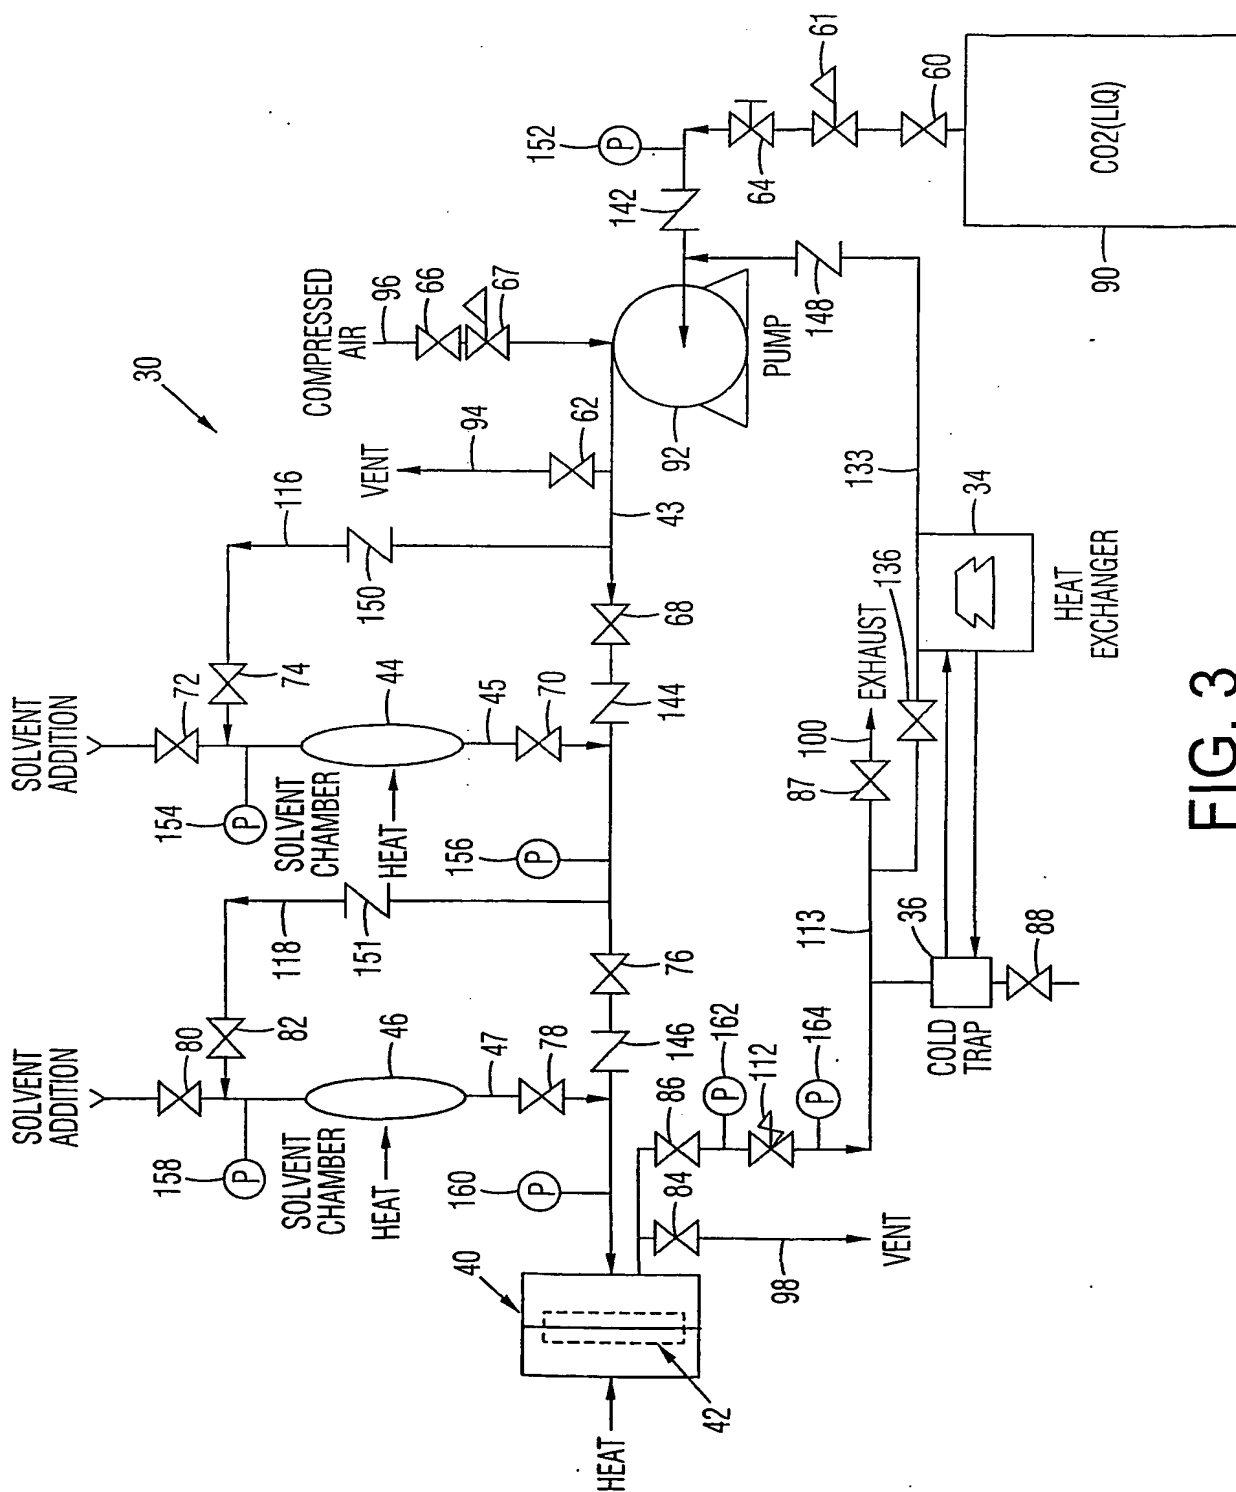 30
SOLVENT
ADDITION
SOLVENT
ADDITION
80
72
82
74
158
154
118
116
151
150
SOLVENT
CHAMBER
46
SOLVENT
CHAMBER
44
HEAT
HEAT
47
45
78
70
VENT
94
62
COMPRESSED
AIR
96
66
67
152
P
P
P
61
60
64
142
160
P
156
P
146
76
144
68
43
92
PUMP
148
CO2(LIQ)
90
40
42
HEAT
86
84
162
P
112
164
P
98
VENT
113
87
100
EXHAUST
136
133
36
COLD
TRAP
88
34
HEAT
EXCHANGER
FIG. 3